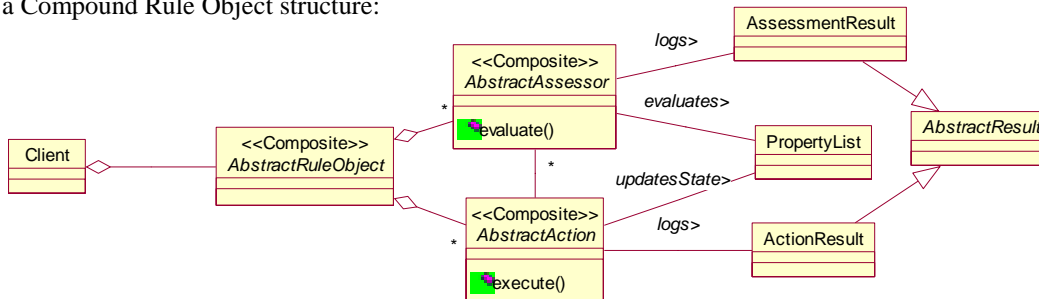 a Compound Rule Object structure:
AssessmentResult
logs>
<<Composite>>
AbstractAssessor
evaluates>
*
evaluate()
AbstractResult
<<Composite>>
AbstractRuleObject
PropertyList
Client
*
updatesState>
<<Composite>>
AbstractAction
logs>
*
ActionResult
execute()